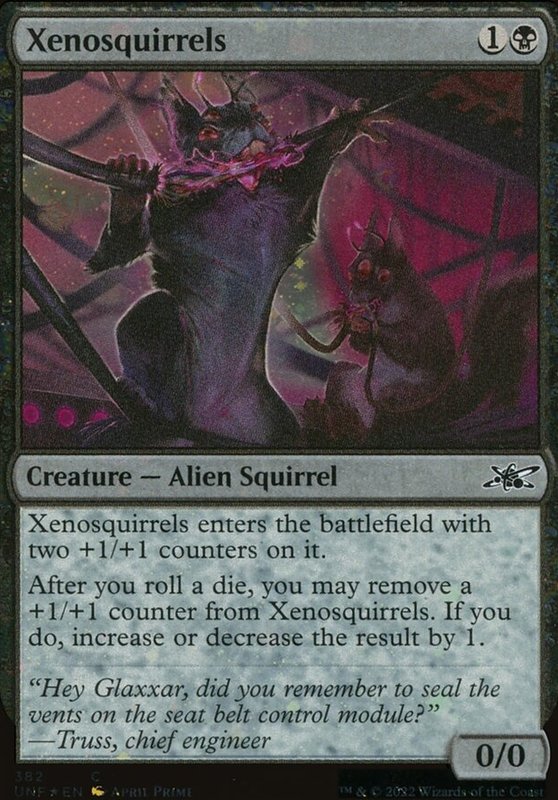 Xenosquirrels 1
Creature — Alien Squirrel
Xenosquirrels enters the battlefield with
two +1/+1 counters on it.
After you roll a die, you may remove a
+1/+1 counter from Xenosquirrels. If you
do, increase or decrease the result by 1.
“Hey Glaxxar, did you remember to seal the
vents on the seat belt control module?”
—Truss, chief engineer
0/0
382 C
UNF★EN April Prime
™ & © 2022 Wizards of the Coast